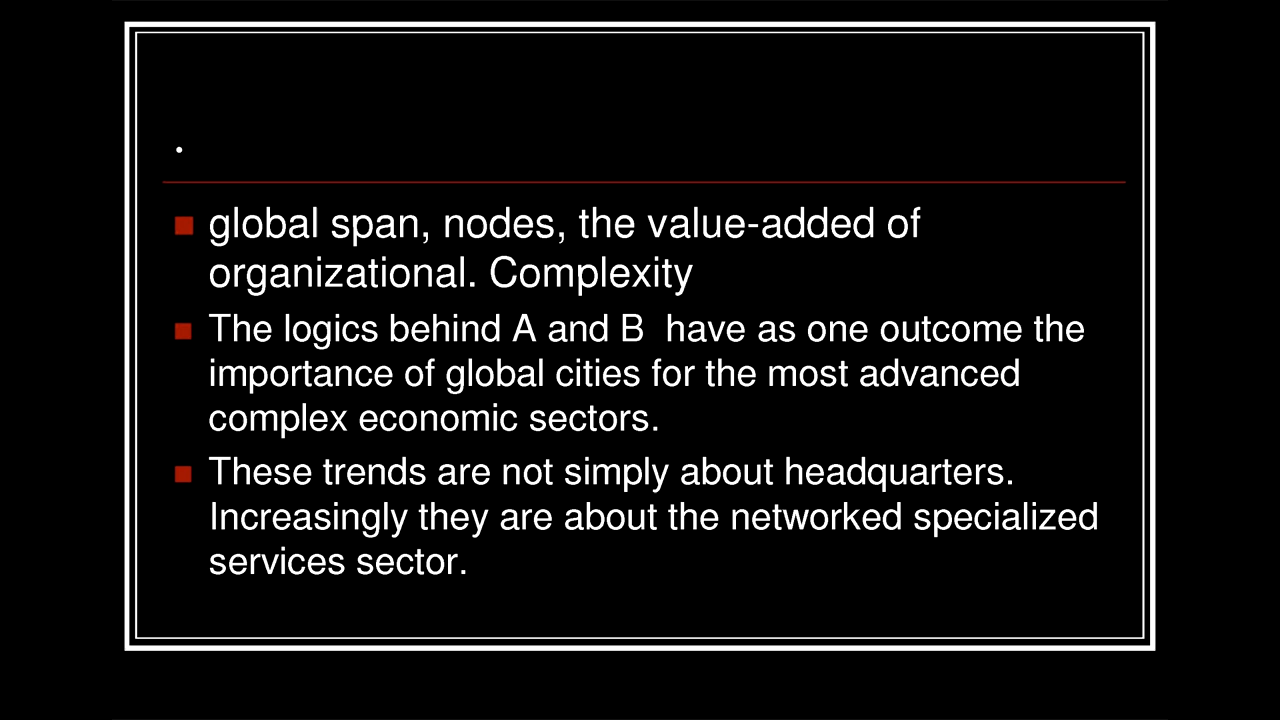 .
global span, nodes, the value-added of
organizational. Complexity
The logics behind A and B  have as one outcome the
importance of global cities for the most advanced
complex economic sectors.
These trends are not simply about headquarters.
Increasingly they are about the networked specialized
services sector.